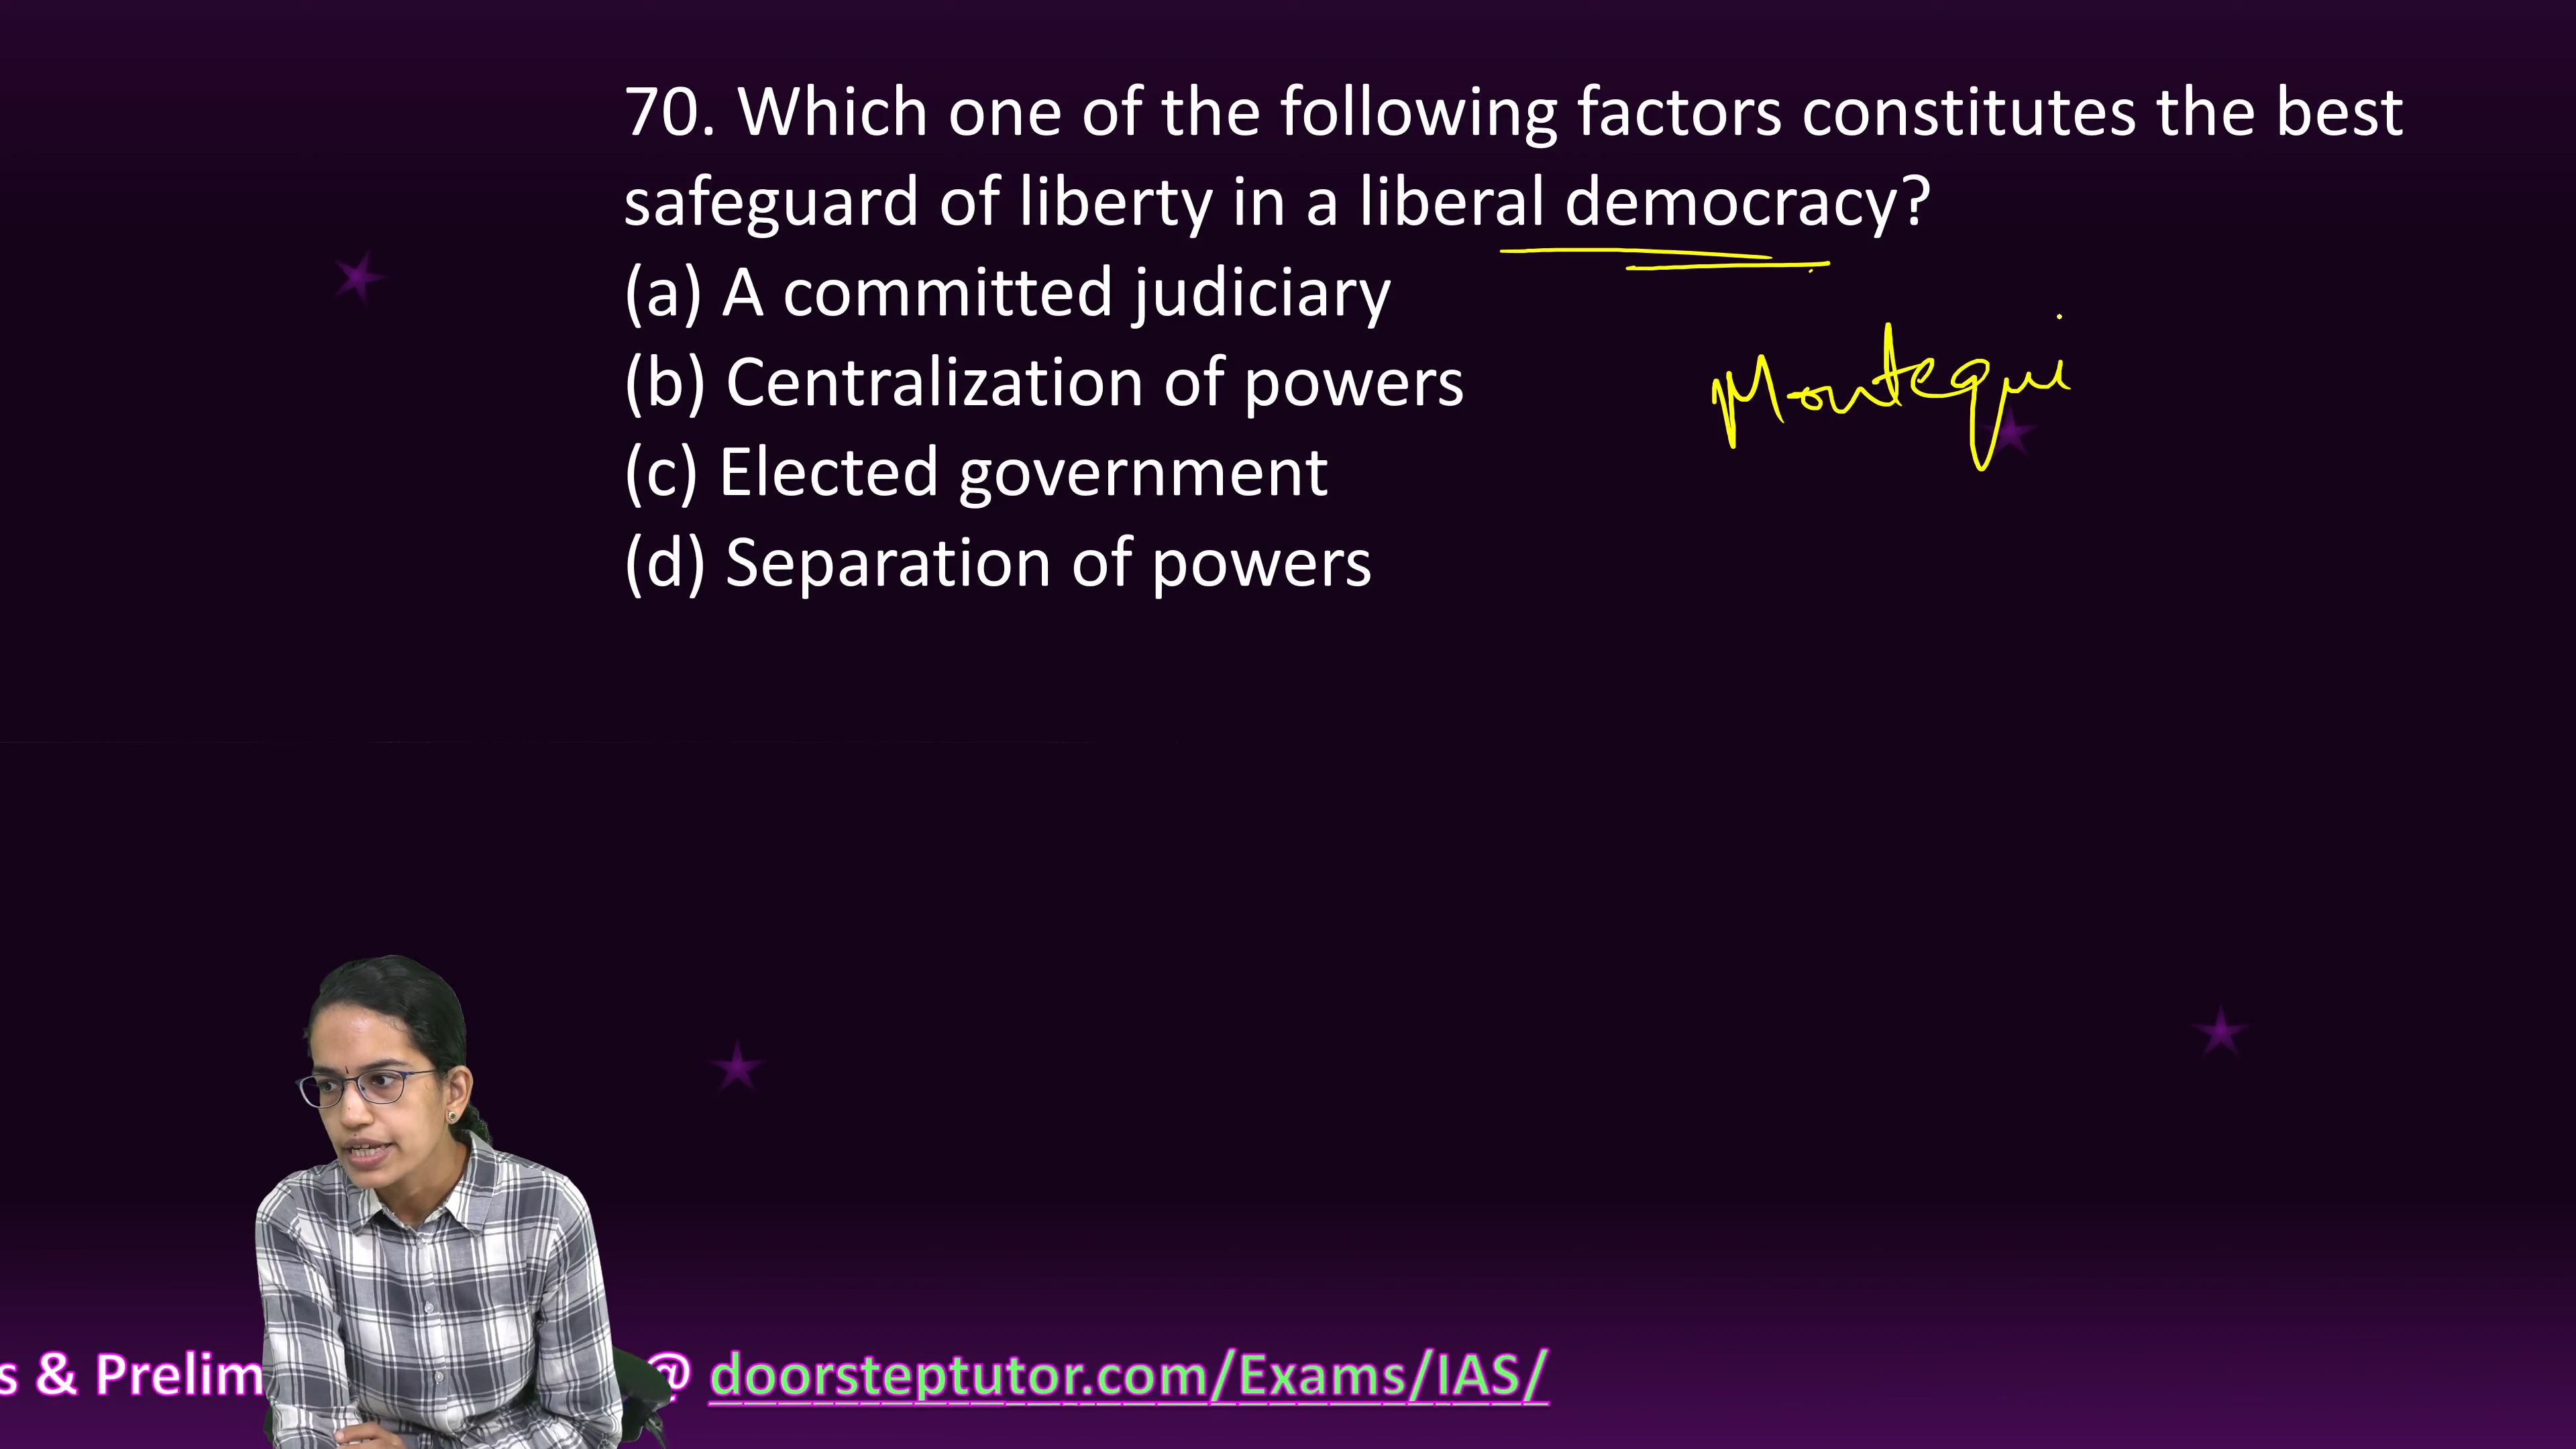 70. Which one of the following factors constitutes the best
safeguard of liberty in a liberal democracy?
(a) A committed judiciary
(b) Centralization of powers
Montequi
(c) Elected government
(d) Separation of powers
s & Prelim @ doorsteptutor.com/Exams/IAS/